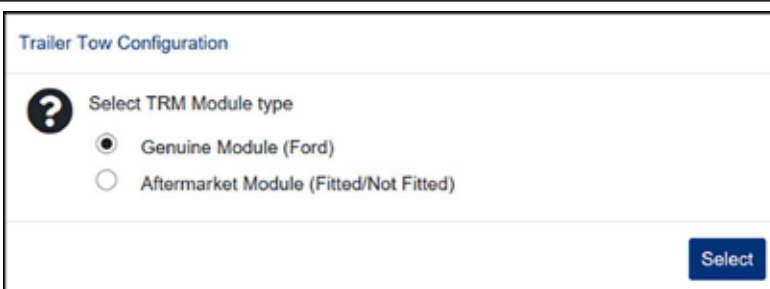 Trailer Tow Configuration
Select TRM Module type
Genuine Module (Ford)
Aftermarket Module (Fitted/Not Fitted)
Select